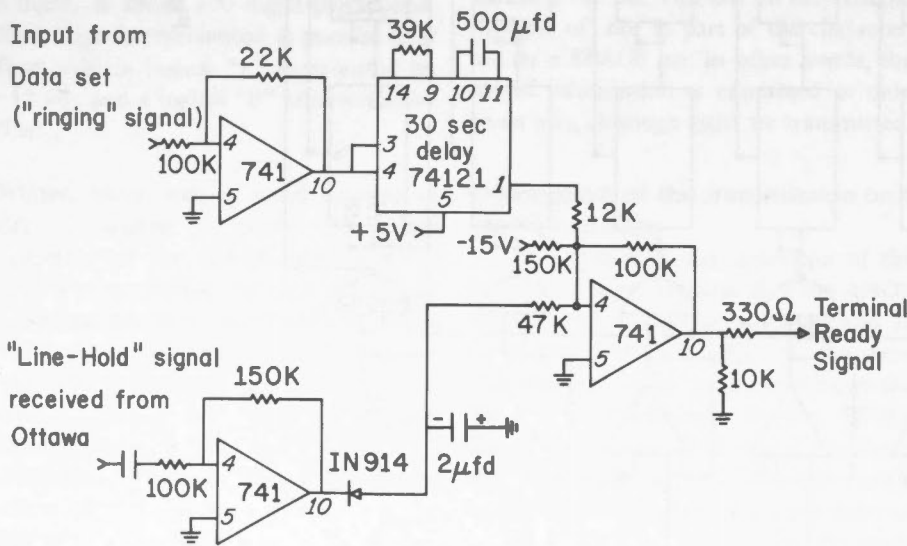 Input from
Data set
("ringing signal)
22K
100K
4
5
741
10
39K
500 μfd
14 9 10 11
30 sec
delay
74121
3
4
5
1
+5V
12K
-15V
150K
100K
47K
4
5
741
10
330Ω
Terminal
Ready
Signal
10K
"Line-Hold" signal
received from
Ottawa
150K
100K
4
5
741
10
IN914
- +
2μfd